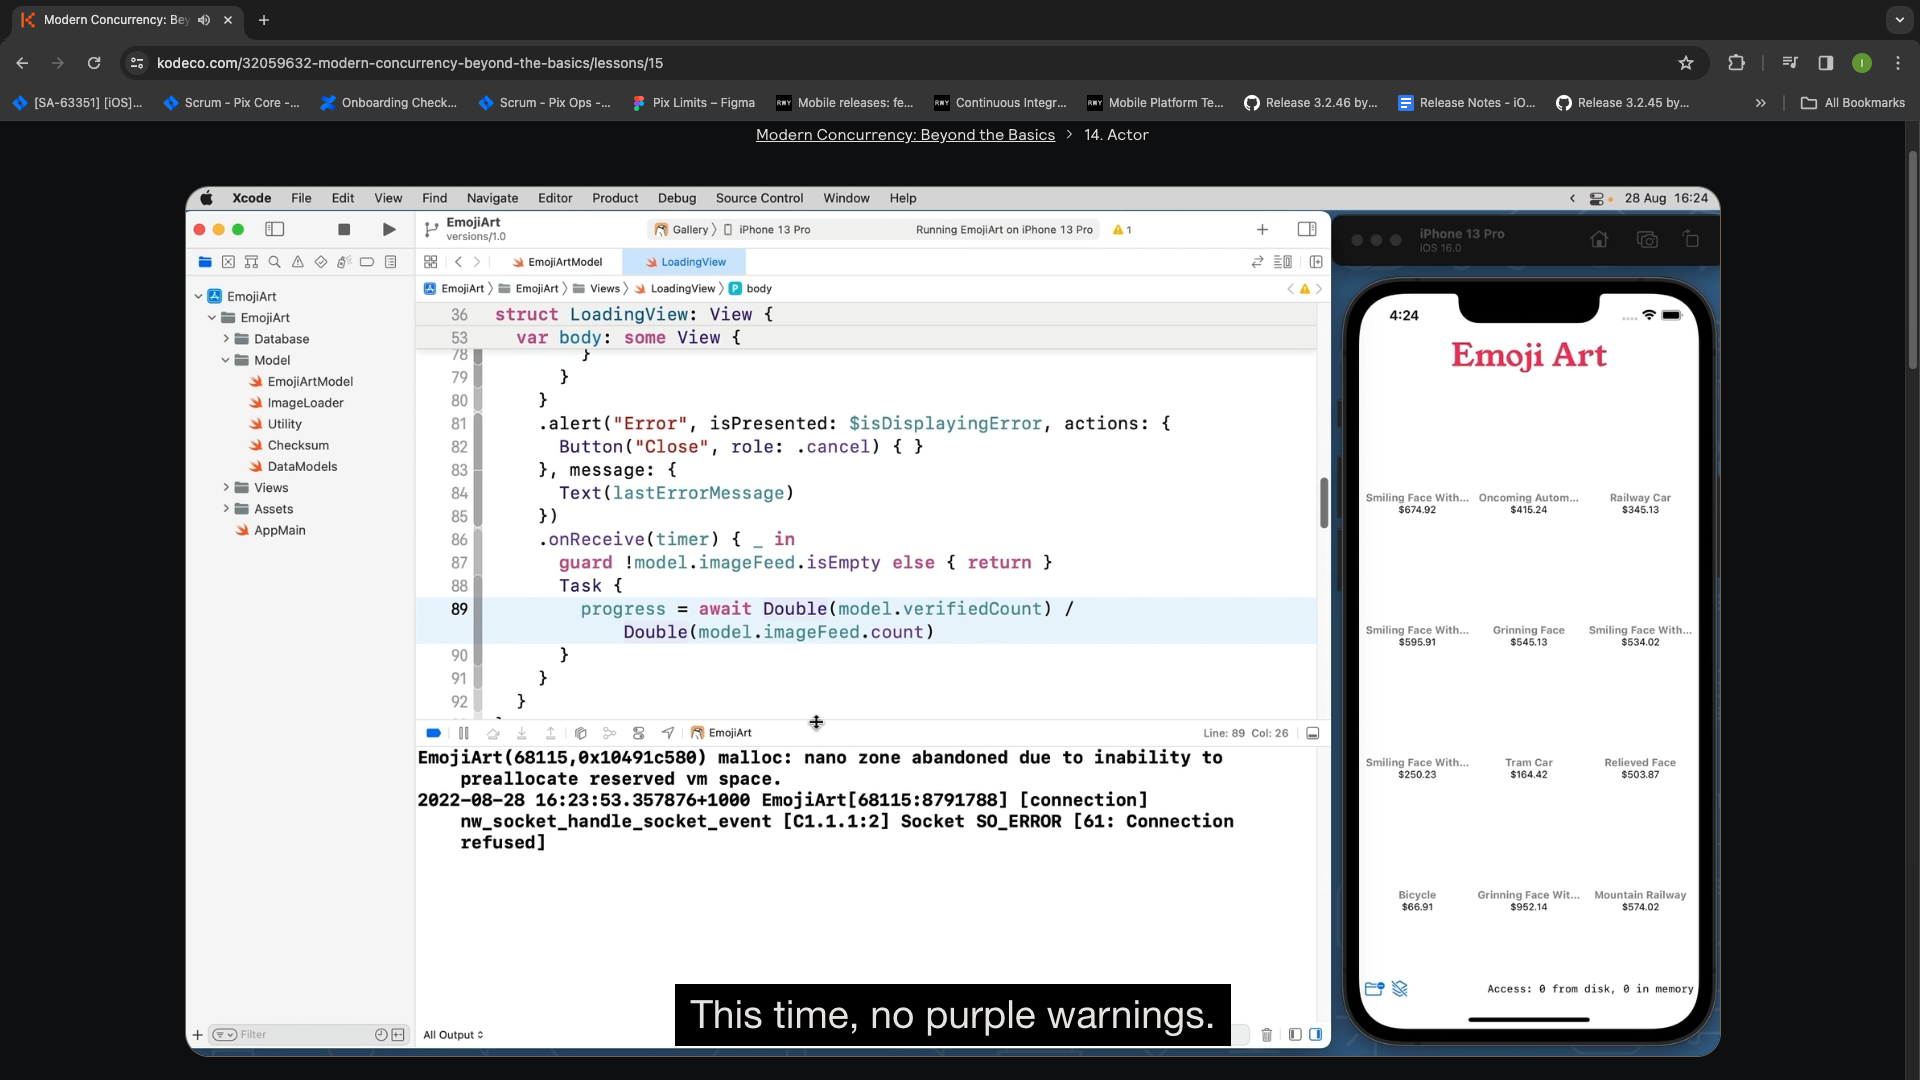 Modern Concurrency: Bey
kodeco.com/32059632-modern-concurrency-beyond-the-basics/lessons/15
I
[SA-63351] [iOS]...
Scrum - Pix Core -...
Onboarding Check...
Scrum - Pix Ops -...
Pix Limits – Figma
RWY Mobile releases: fe...
RWY Continuous Integr...
RWY Mobile Platform Te...
Release 3.2.46 by...
Release Notes - iO...
Release 3.2.45 by...
All Bookmarks
Modern Concurrency: Beyond the Basics > 14. Actor
Xcode File Edit View Find Navigate Editor Product Debug Source Control Window Help
28 Aug 16:24
EmojiArt
versions/1.0
Gallery iPhone 13 Pro
Running EmojiArt on iPhone 13 Pro
1
EmojiArtModel
LoadingView
EmojiArt EmojiArt Views LoadingView P body
EmojiArt
EmojiArt
Database
Model
EmojiArtModel
ImageLoader
Utility
Checksum
DataModels
Views
Assets
AppMain
Filter
36 struct LoadingView: View {
53 var body: some View {
78 }
79 }
80 }
81 .alert("Error", isPresented: $isDisplayingError, actions: {
82 Button("Close", role: .cancel) { }
83 }, message: {
84 Text(lastErrorMessage)
85 })
86 .onReceive(timer) { _ in
87 guard !model.imageFeed.isEmpty else { return }
88 Task {
89 progress = await Double(model.verifiedCount) /
Double(model.imageFeed.count)
90 }
91 }
92 }
EmojiArt
Line: 89 Col: 26
EmojiArt(68115,0x10491c580) malloc: nano zone abandoned due to inability to
preallocate reserved vm space.
2022-08-28 16:23:53.357876+1000 EmojiArt[68115:8791788] [connection]
nw_socket_handle_socket_event [C1.1.1:2] Socket SO_ERROR [61: Connection
refused]
All Output
This time, no purple warnings.
iPhone 13 Pro
iOS 16.0
4:24
Emoji Art
Smiling Face With... Oncoming Autom... Railway Car
$674.92 $415.24 $345.13
Smiling Face With... Grinning Face Smiling Face With...
$595.91 $545.13 $534.02
Smiling Face With... Tram Car Relieved Face
$250.23 $164.42 $503.87
Bicycle Grinning Face Wit... Mountain Railway
$66.91 $952.14 $574.02
Access: 0 from disk, 0 in memory